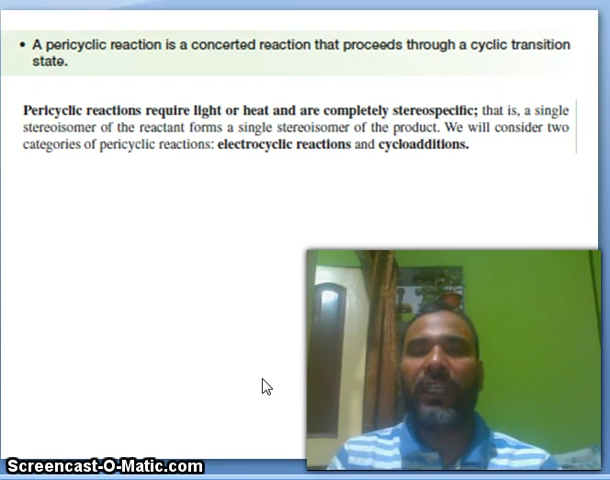 • A pericyclic reaction is a concerted reaction that proceeds through a cyclic transition
state.
Pericyclic reactions require light or heat and are completely stereospecific; that is, a single
stereoisomer of the reactant forms a single stereoisomer of the product. We will consider two
categories of pericyclic reactions: electrocyclic reactions and cycloadditions.
Screencast-O-Matic.com